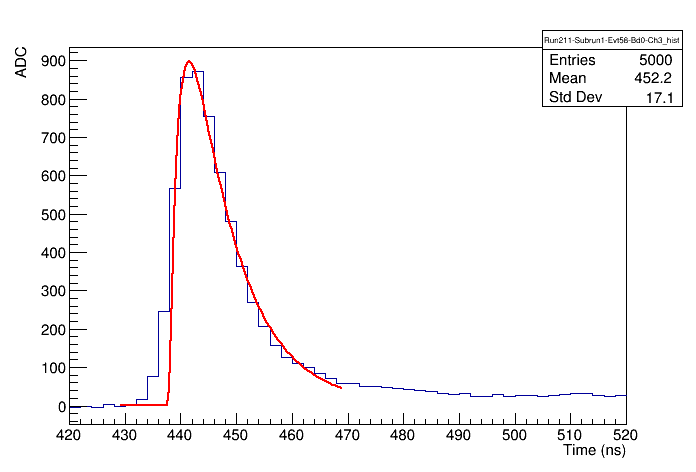 Run211-Subrun1-Evt56-Bd0-Ch3_hist
Entries 5000
Mean 452.2
Std Dev 17.1
ADC
900
800
700
600
500
400
300
200
100
0
420 430 440 450 460 470 480 490 500 510 520
Time (ns)